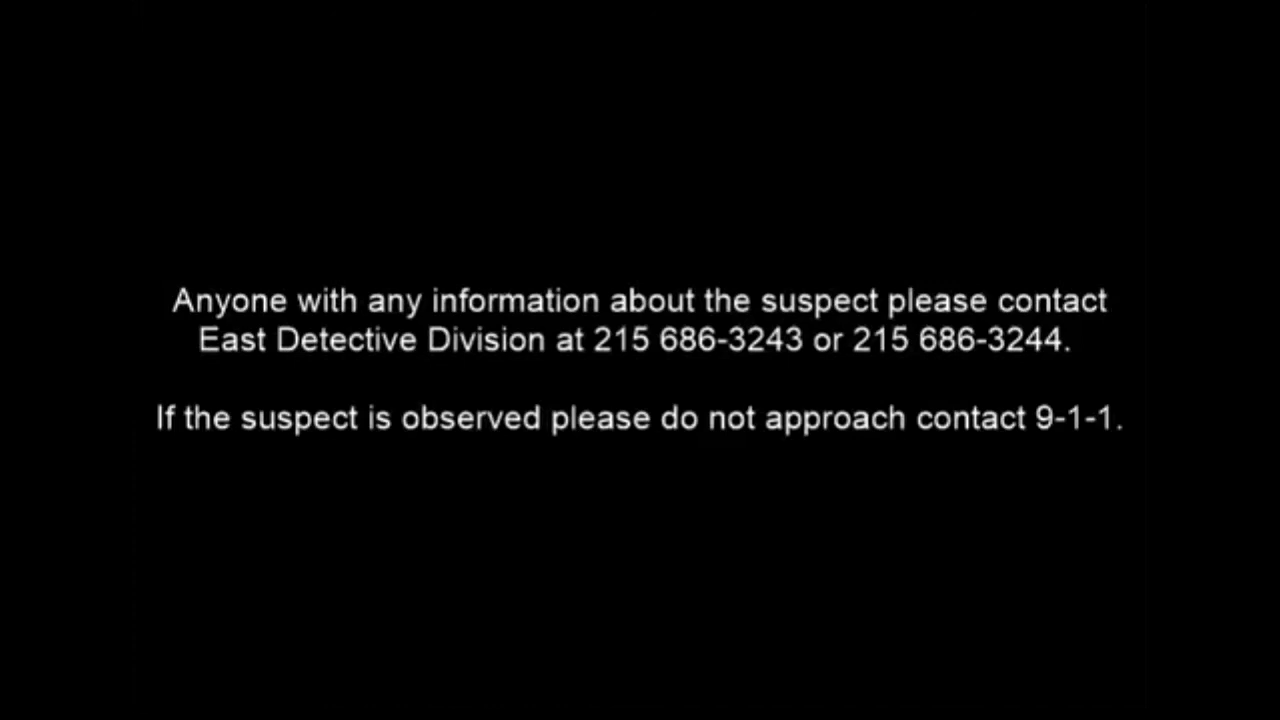 Anyone with any information about the suspect please contact
East Detective Division at 215 686-3243 or 215 686-3244.
If the suspect is observed please do not approach contact 9-1-1.